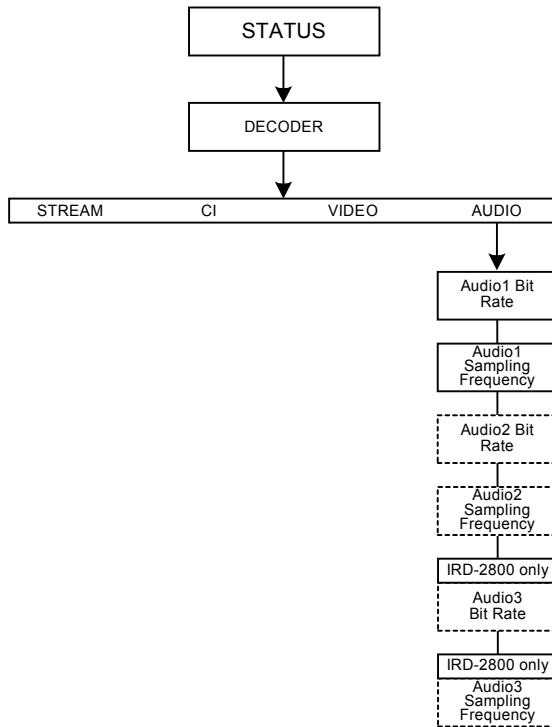 STATUS
DECODER
STREAM CI VIDEO AUDIO
Audio1 Bit
Rate
Audio1
Sampling
Frequency
Audio2 Bit
Rate
Audio2
Sampling
Frequency
IRD-2800 only
Audio3
Bit Rate
IRD-2800 only
Audio3
Sampling
Frequency